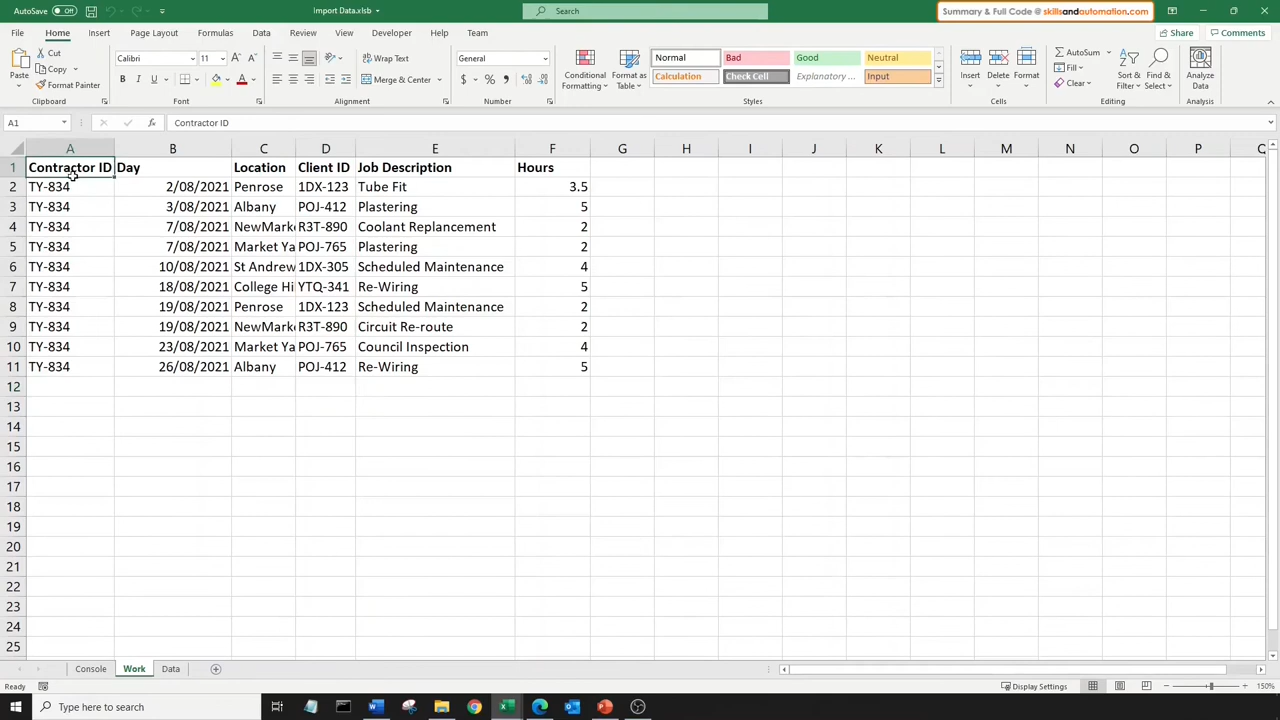 AutoSave Off Import Data.xlsb Search Summary & Full Code @ skillsandautomation.com
File Home Insert Page Layout Formulas Data Review View Developer Help Team Share Comments
Paste Cut Copy Format Painter Clipboard
Calibri 11 B I U A Font
Wrap Text Merge & Center Alignment
General $ % Number
Conditional Formatting Format as Table
Normal Bad Good Neutral
Calculation Check Cell Explanatory ... Input
Styles
Insert Delete Format Cells
AutoSum Fill Clear Sort & Filter Find & Select Editing
Analyze Data Analysis
A1 fx Contractor ID
A B C D E F G H I J K L M N O P Q
1 Contractor ID Day Location Client ID Job Description Hours
2 TY-834 2/08/2021 Penrose 1DX-123 Tube Fit 3.5
3 TY-834 3/08/2021 Albany POJ-412 Plastering 5
4 TY-834 7/08/2021 NewMark R3T-890 Coolant Replancement 2
5 TY-834 7/08/2021 Market Ya POJ-765 Plastering 2
6 TY-834 10/08/2021 St Andrew 1DX-305 Scheduled Maintenance 4
7 TY-834 18/08/2021 College Hi YTQ-341 Re-Wiring 5
8 TY-834 19/08/2021 Penrose 1DX-123 Scheduled Maintenance 2
9 TY-834 19/08/2021 NewMark R3T-890 Circuit Re-route 2
10 TY-834 23/08/2021 Market Ya POJ-765 Council Inspection 4
11 TY-834 26/08/2021 Albany POJ-412 Re-Wiring 5
12
13
14
15
16
17
18
19
20
21
22
23
24
25
Console Work Data
Ready Display Settings 150%
Type here to search